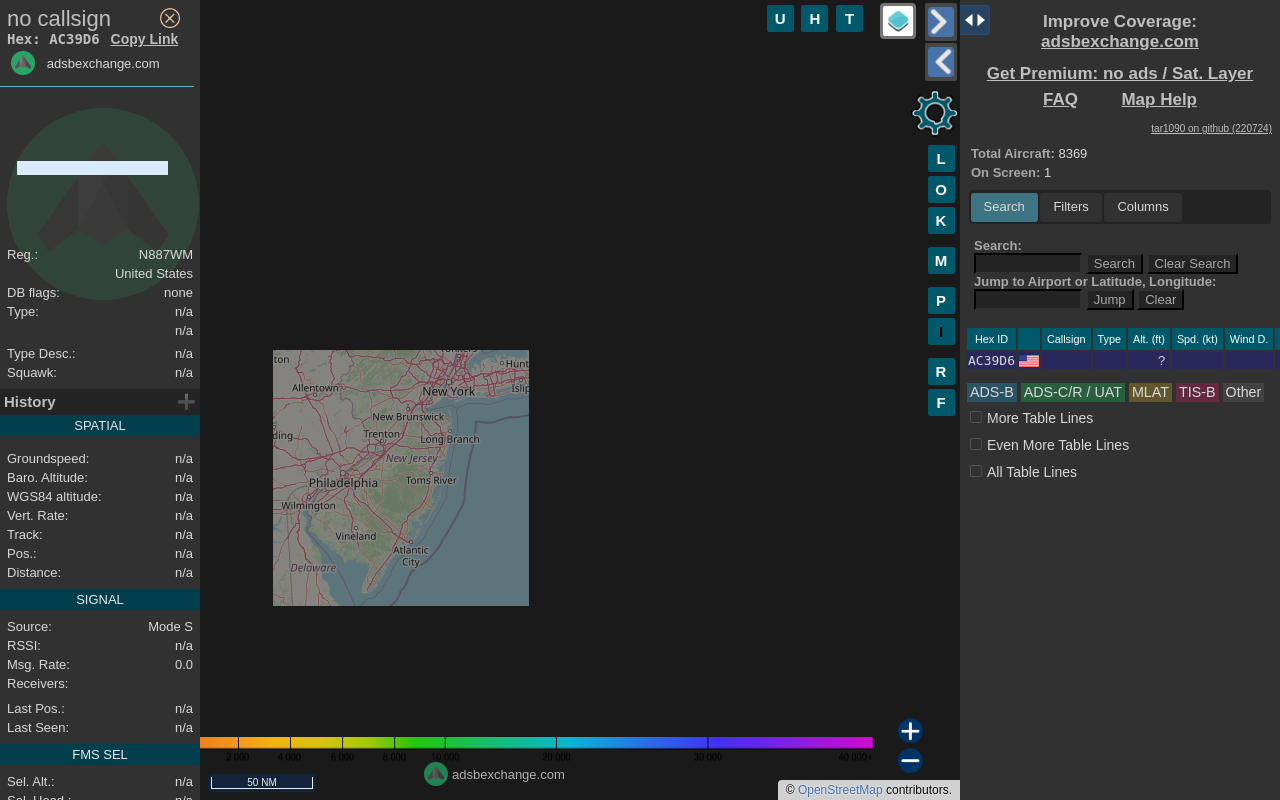 no callsign
Hex: AC39D6 Copy Link
adsbexchange.com
Reg.: N887WM
United States
DB flags: none
Type: n/a
n/a
Type Desc.: n/a
Squawk: n/a
History
SPATIAL
Groundspeed: n/a
Baro. Altitude: n/a
WGS84 altitude: n/a
Vert. Rate: n/a
Track: n/a
Pos.: n/a
Distance: n/a
SIGNAL
Source: Mode S
RSSI: n/a
Msg. Rate: 0.0
Receivers:
Last Pos.: n/a
Last Seen: n/a
FMS SEL
Sel. Alt.: n/a
Sel. Head.: n/a
U H T
L
O
K
M
P
I
R
F
ton
Hunt
Allentown
New York
Islip
New Brunswick
ding
Trenton
Long Branch
New Jersey
Philadelphia
Toms River
Wilmington
Vineland
Atlantic
City
Delaware
2 000 4 000 6 000 8 000 10 000 20 000 30 000 40 000+
adsbexchange.com
50 NM
© OpenStreetMap contributors.
Improve Coverage:
adsbexchange.com
Get Premium: no ads / Sat. Layer
FAQ Map Help
tar1090 on github (220724)
Total Aircraft: 8369
On Screen: 1
Search Filters Columns
Search:
Search Clear Search
Jump to Airport or Latitude, Longitude:
Jump Clear
Hex ID Callsign Type Alt. (ft) Spd. (kt) Wind D.
AC39D6 ?
ADS-B ADS-C/R / UAT MLAT TIS-B Other
More Table Lines
Even More Table Lines
All Table Lines